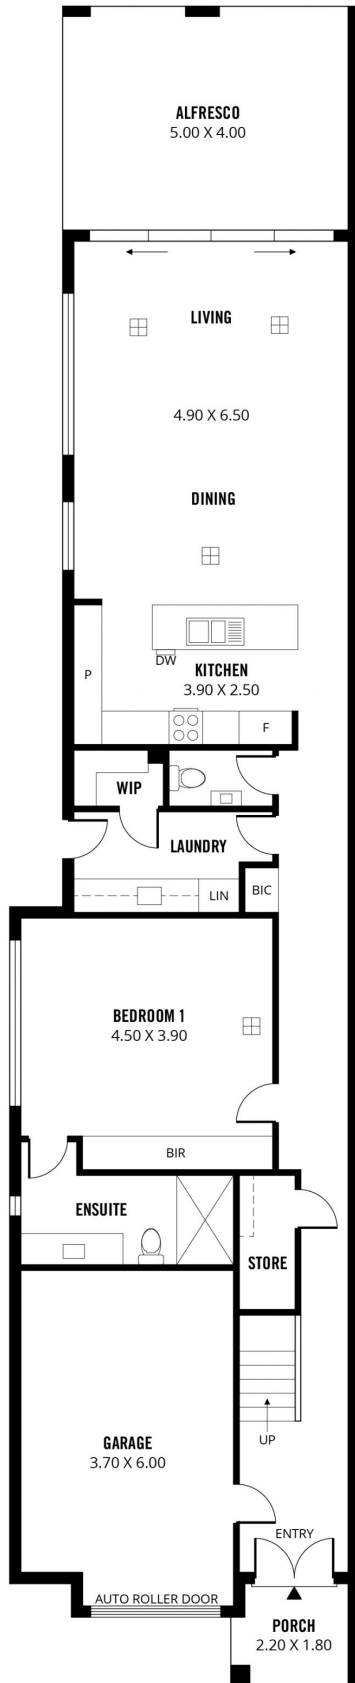 ALFRESCO
5.00 X 4.00
LIVING
4.90 X 6.50
DINING
DW
KITCHEN
3.90 X 2.50
P
F
WIP
LAUNDRY
LIN
BIC
BEDROOM 1
4.50 X 3.90
BIR
ENSUITE
STORE
UP
GARAGE
3.70 X 6.00
ENTRY
AUTO ROLLER DOOR
PORCH
2.20 X 1.80